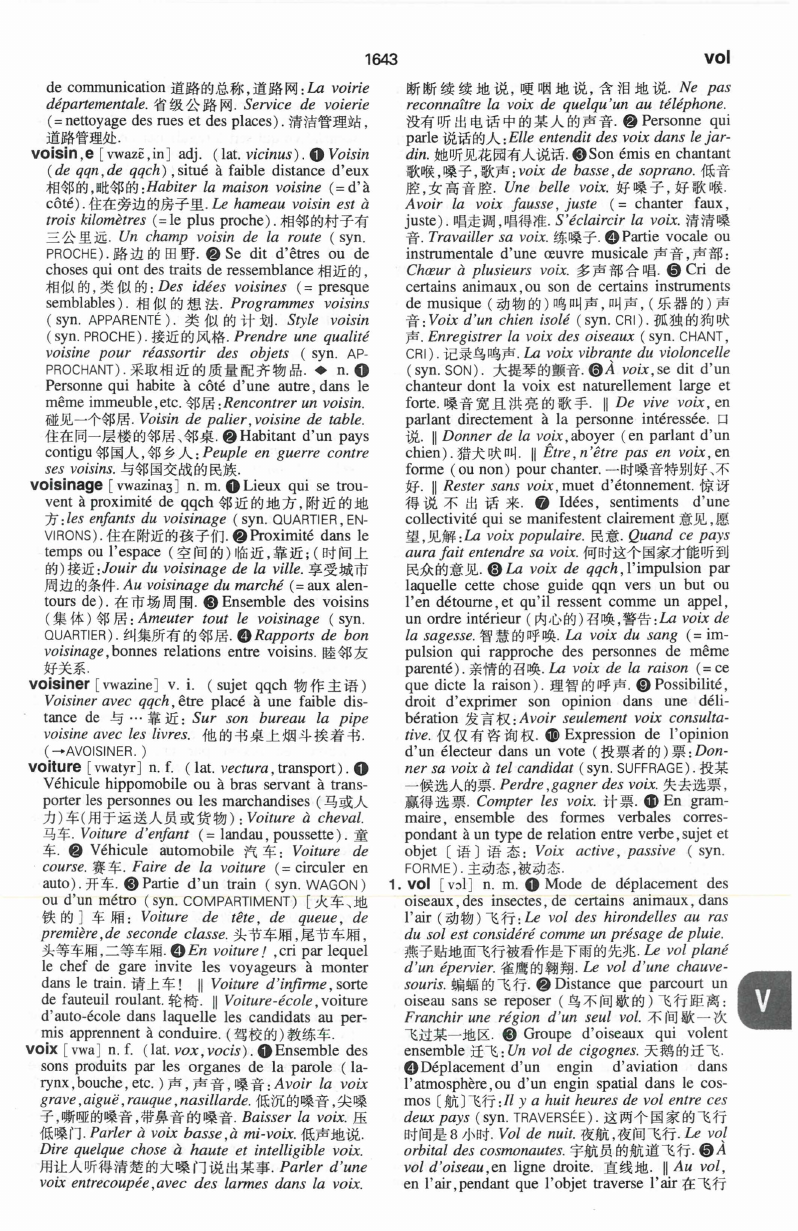 1643
vol
de communication 道路的总称,道路网:La voirie
départementale. 省级公路网. Service de voierie
(=nettoyage des rues et des places). 清洁管理站,
道路管理处.
voisin,e [vwazɛ̃,in] adj. (lat. vicinus). ❶ Voisin
(de qqn,de qqch),situé à faible distance d'eux
相邻的,毗邻的:Habiter la maison voisine (=d'à
côté). 住在旁边的房子里. Le hameau voisin est à
trois kilomètres (=le plus proche). 相邻的村子有
三公里远. Un champ voisin de la route ( syn.
PROCHE). 路边的田野. ❷ Se dit d'êtres ou de
choses qui ont des traits de ressemblance 相近的,
相似的,类似的: Des idées voisines (= presque
semblables). 相似的想法. Programmes voisins
( syn. APPARENTÉ ). 类似的计划. Style voisin
(syn. PROCHE). 接近的风格. Prendre une qualité
voisine pour réassortir des objets ( syn. AP-
PROCHANT). 采取相近的质量配齐物品. ◆ n. ❶
Personne qui habite à côté d'une autre,dans le
même immeuble,etc. 邻居:Rencontrer un voisin.
碰见一个邻居. Voisin de palier,voisine de table.
住在同一层楼的邻居、邻桌. ❷ Habitant d'un pays
contigu 邻国人,邻乡人:Peuple en guerre contre
ses voisins. 与邻国交战的民族.
voisinage [vwazinaʒ] n. m. ❶ Lieux qui se trou-
vent à proximité de qqch 邻近的地方,附近的地
方:les enfants du voisinage (syn. QUARTIER,EN-
VIRONS). 住在附近的孩子们. ❷ Proximité dans le
temps ou l'espace (空间的)临近,靠近;(时间上
的)接近:Jouir du voisinage de la ville. 享受城市
周边的条件. Au voisinage du marché (=aux alen-
tours de). 在市场周围. ❸ Ensemble des voisins
(集体)邻居: Ameuter tout le voisinage ( syn.
QUARTIER). 纠集所有的邻居. ❹ Rapports de bon
voisinage,bonnes relations entre voisins. 睦邻友
好关系.
voisiner [vwazine] v. i. (sujet qqch 物作主语)
Voisiner avec qqch,être placé à une faible dis-
tance de 与 … 靠近: Sur son bureau la pipe
voisine avec les livres. 他的书桌上烟斗挨着书.
(→AVOISINER. )
voiture [vwatyr] n. f. (lat. vectura,transport). ❶
Véhicule hippomobile ou à bras servant à trans-
porter les personnes ou les marchandises (马或人
力)车(用于运送人员或货物): Voiture à cheval.
马车. Voiture d'enfant (= landau, poussette). 童
车. ❷ Véhicule automobile 汽车: Voiture de
course. 赛车. Faire de la voiture (=circuler en
auto). 开车. ❸ Partie d'un train (syn. WAGON)
ou d'un métro (syn. COMPARTIMENT) [火车、地
铁的] 车厢: Voiture de tête, de queue, de
première,de seconde classe. 头节车厢,尾节车厢,
头等车厢,二等车厢. ❹ En voiture! ,cri par lequel
le chef de gare invite les voyageurs à monter
dans le train. 请上车! ‖ Voiture d'infirme,sorte
de fauteuil roulant. 轮椅. ‖ Voiture-école,voiture
d'auto-école dans laquelle les candidats au per-
mis apprennent à conduire. (驾校的)教练车.
voix [vwa] n. f. (lat. vox,vocis). ❶ Ensemble des
sons produits par les organes de la parole (la-
rynx,bouche, etc. )声,声音,嗓音:Avoir la voix
grave,aiguë,rauque,nasillarde. 低沉的嗓音,尖嗓
子,嘶哑的嗓音,带鼻音的嗓音. Baisser la voix. 压
低嗓门. Parler à voix basse,à mi-voix. 低声地说.
Dire quelque chose à haute et intelligible voix.
用让人听得清楚的大嗓门说出某事. Parler d'une
voix entrecoupée,avec des larmes dans la voix.
断断续续地说,哽咽地说,含泪地说. Ne pas
reconnaître la voix de quelqu'un au téléphone.
没有听出电话中的某人的声音. ❷ Personne qui
parle 说话的人:Elle entendit des voix dans le jar-
din. 她听见花园有人说话. ❸ Son émis en chantant
歌喉,嗓子,歌声:voix de basse,de soprano. 低音
腔,女高音腔. Une belle voix. 好嗓子,好歌喉.
Avoir la voix fausse, juste (= chanter faux,
juste). 唱走调,唱得准. S'éclaircir la voix. 清清嗓
音. Travailler sa voix. 练嗓子. ❹ Partie vocale ou
instrumentale d'une œuvre musicale 声音,声部:
Chœur à plusieurs voix. 多声部合唱. ❺ Cri de
certains animaux,ou son de certains instruments
de musique (动物的)鸣叫声,叫声,(乐器的)声
音:Voix d'un chien isolé (syn. CRI). 孤独的狗吠
声. Enregistrer la voix des oiseaux (syn. CHANT,
CRI). 记录鸟鸣声. La voix vibrante du violoncelle
(syn. SON). 大提琴的颤音. ❻ À voix,se dit d'un
chanteur dont la voix est naturellement large et
forte. 嗓音宽且洪亮的歌手. ‖ De vive voix, en
parlant directement à la personne intéressée. 口
说. ‖ Donner de la voix,aboyer (en parlant d'un
chien). 猎犬吠叫. ‖ Être,n'être pas en voix, en
forme (ou non) pour chanter. 一时嗓音特别好、不
好. ‖ Rester sans voix,muet d'étonnement. 惊讶
得说不出话来. ❼ Idées, sentiments d'une
collectivité qui se manifestent clairement 意见,愿
望,见解:La voix populaire. 民意. Quand ce pays
aura fait entendre sa voix. 何时这个国家才能听到
民众的意见. ❽ La voix de qqch,l'impulsion par
laquelle cette chose guide qqn vers un but ou
l'en détourne,et qu'il ressent comme un appel,
un ordre intérieur (内心的)召唤,警告:La voix de
la sagesse. 智慧的呼唤. La voix du sang (= im-
pulsion qui rapproche des personnes de même
parenté). 亲情的召唤. La voix de la raison (=ce
que dicte la raison). 理智的呼声. ❾ Possibilité,
droit d'exprimer son opinion dans une déli-
bération 发言权:Avoir seulement voix consulta-
tive. 仅仅有咨询权. ❿ Expression de l'opinion
d'un électeur dans un vote (投票者的)票:Don-
ner sa voix à tel candidat (syn. SUFFRAGE). 投某
一候选人的票. Perdre,gagner des voix. 失去选票,
赢得选票. Compter les voix. 计票. ⓫ En gram-
maire, ensemble des formes verbales corres-
pondant à un type de relation entre verbe,sujet et
objet [语] 语态: Voix active, passive ( syn.
FORME). 主动态,被动态.
1. vol [vɔl] n. m. ❶ Mode de déplacement des
oiseaux,des insectes, de certains animaux, dans
l'air (动物)飞行:Le vol des hirondelles au ras
du sol est considéré comme un présage de pluie.
燕子贴地面飞行被看作是下雨的先兆. Le vol plané
d'un épervier. 雀鹰的翱翔. Le vol d'une chauve-
souris. 蝙蝠的飞行. ❷ Distance que parcourt un
oiseau sans se reposer (鸟不间歇的)飞行距离:
Franchir une région d'un seul vol. 不间歇一次
飞过某一地区. ❸ Groupe d'oiseaux qui volent
ensemble 迁飞:Un vol de cigognes. 天鹅的迁飞.
❹ Déplacement d'un engin d'aviation dans
l'atmosphère,ou d'un engin spatial dans le cos-
mos [航]飞行:Il y a huit heures de vol entre ces
deux pays (syn. TRAVERSÉE). 这两个国家的飞行
时间是8小时. Vol de nuit. 夜航,夜间飞行. Le vol
orbital des cosmonautes. 宇航员的航道飞行. ❺ À
vol d'oiseau,en ligne droite. 直线地. ‖ Au vol,
en l'air,pendant que l'objet traverse l'air 在飞行
V